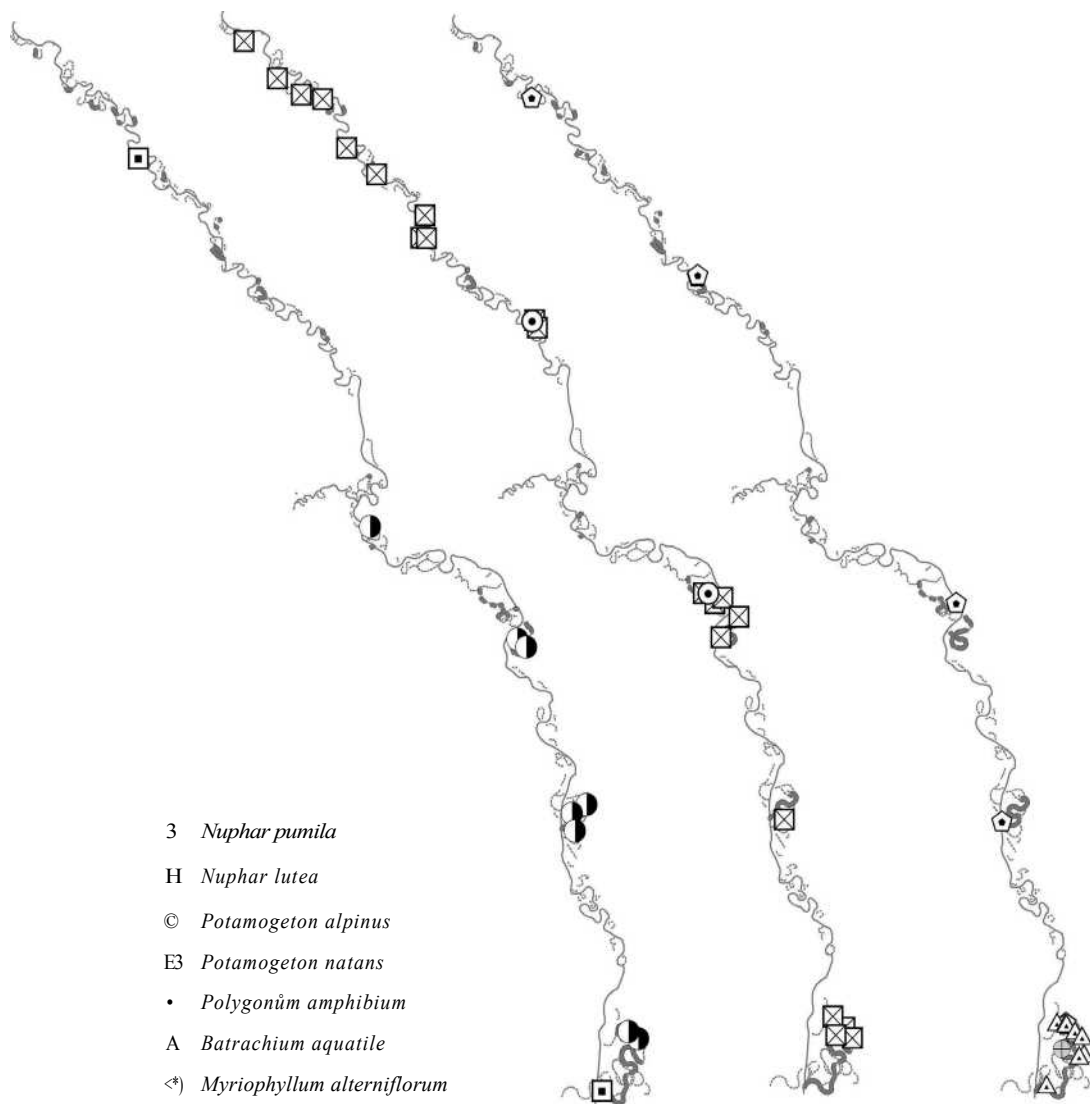 3 Nuphar pumila
H Nuphar lutea
© Potamogeton alpinus
E3 Potamogeton natans
• Polygonům amphibium
A Batrachium aquatile
<*) Myriophyllum alterniflorum